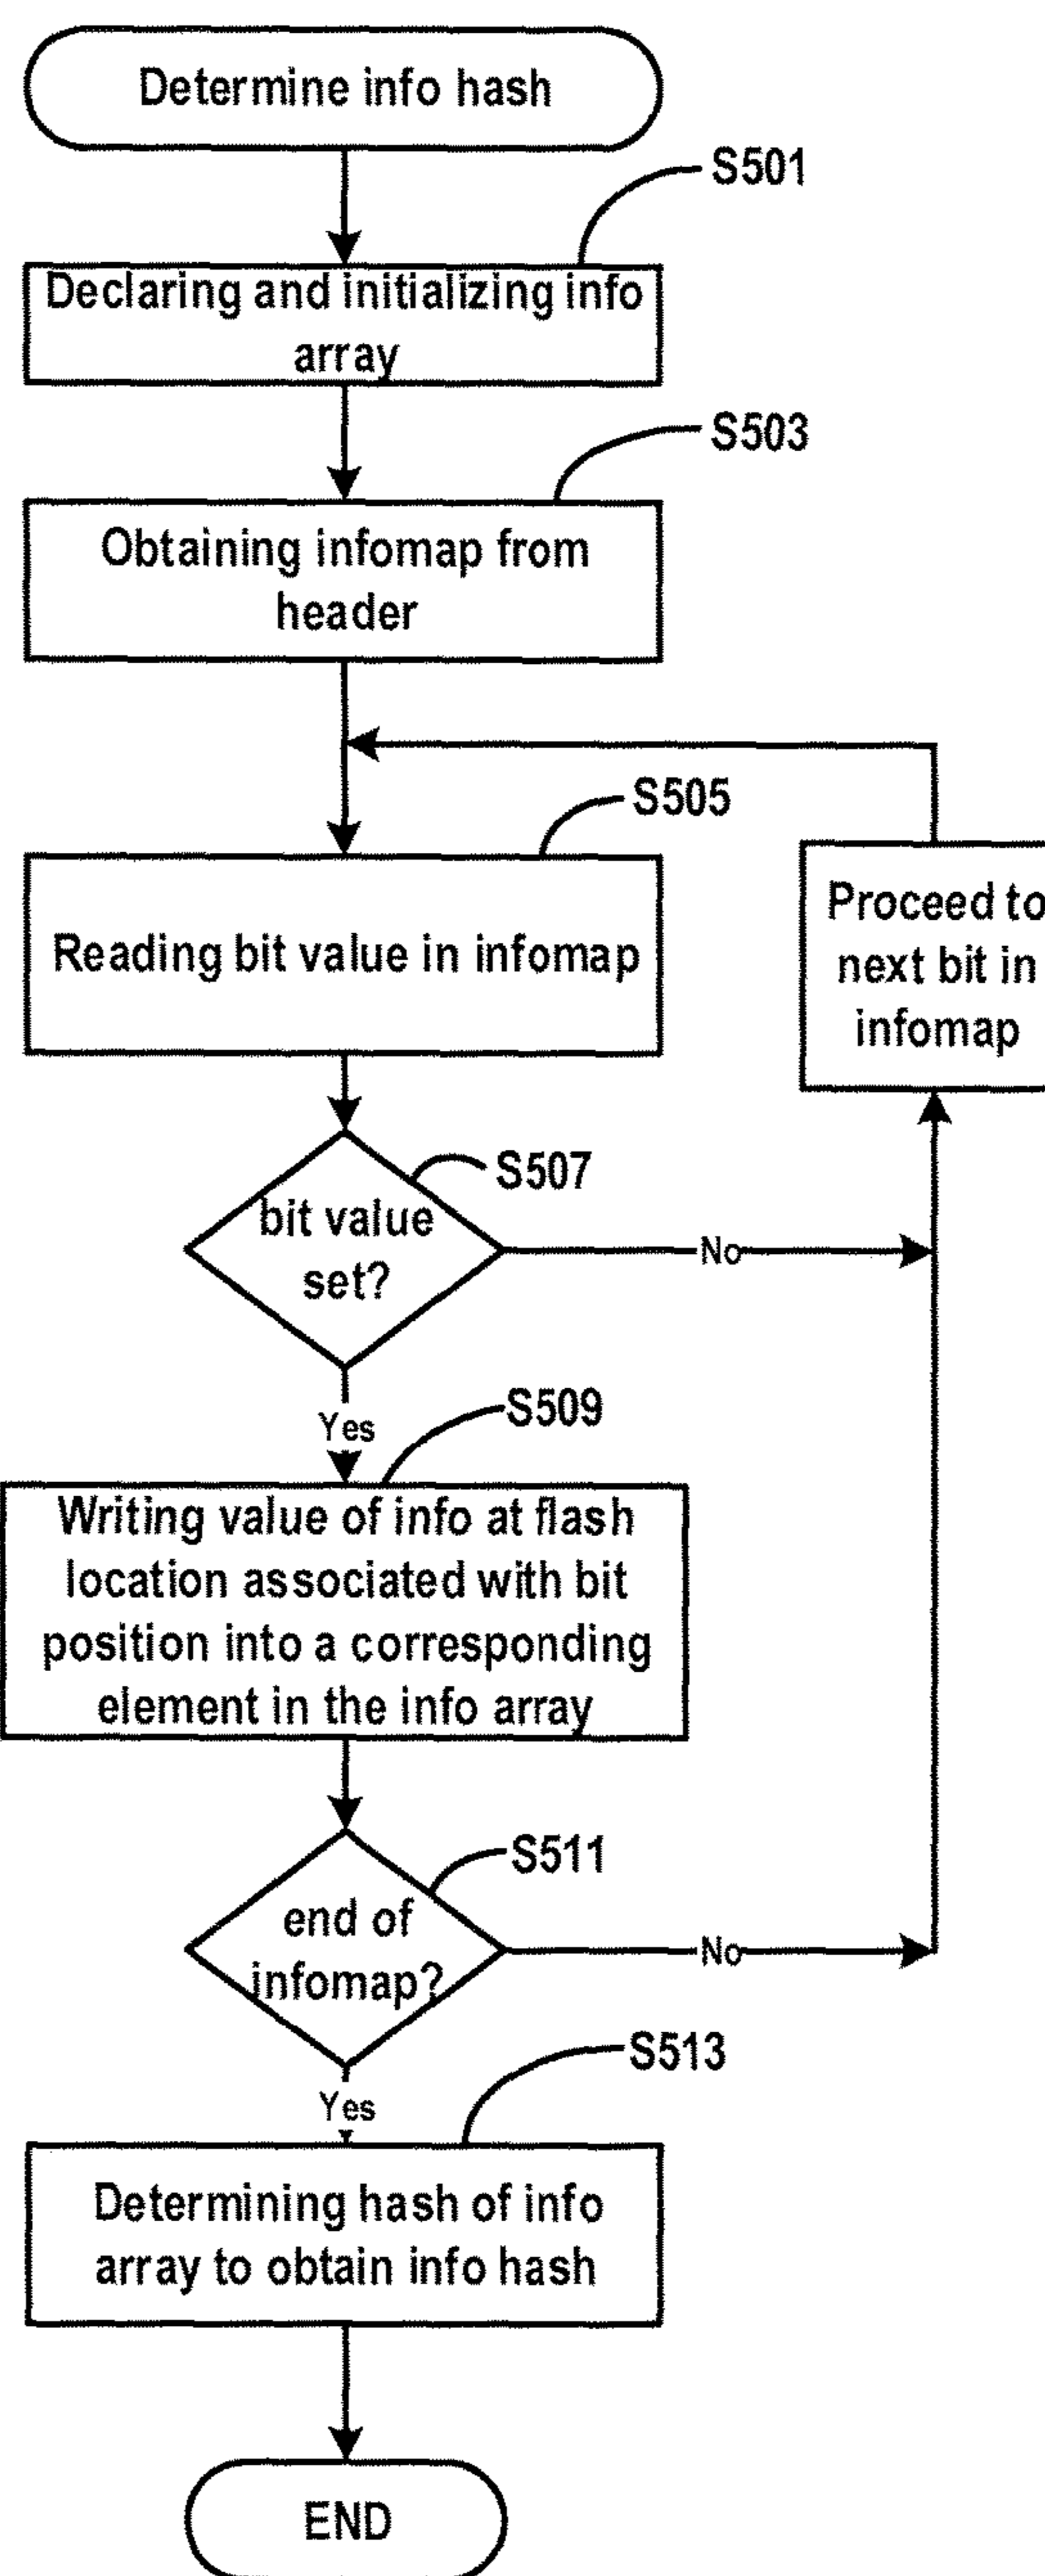 Determine info hash
S501
Declaring and initializing info
array
S503
Obtaining infomap from
header
S505
Reading bit value in infomap
Proceed to
next bit in
infomap
S507
bit value
set?
No
Yes
S509
Writing value of info at flash
location associated with bit
position into a corresponding
element in the info array
S511
end of
infomap?
No
Yes
S513
Determining hash of info
array to obtain info hash
END